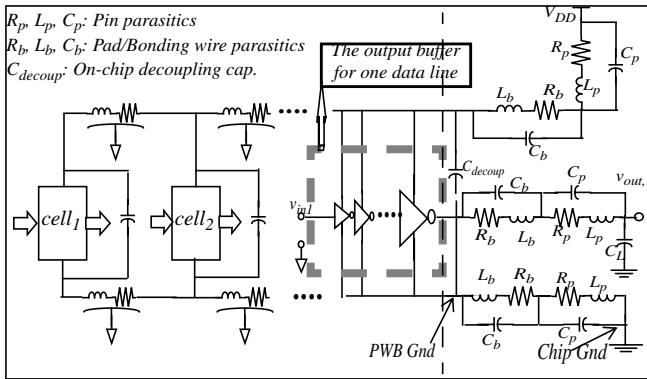 R_p, L_p, C_p: Pin parasitics
R_b, L_b, C_b: Pad/Bonding wire parasitics
C_decoup: On-chip decoupling cap.
The output buffer
for one data line
V_DD
R_p
C_p
L_p
L_b
R_b
C_b
C_decoup
C_b
C_p
v_out,
v_in1
cell_1
cell_2
R_b
L_b
R_p
L_p
C_L
L_b
R_b
R_p
L_p
C_b
C_p
PWB Gnd
Chip Gnd